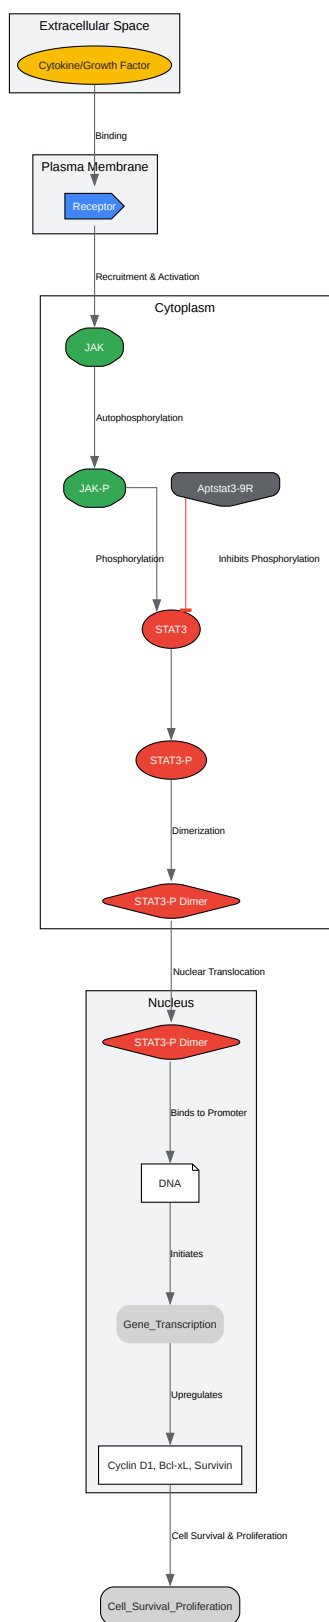 Extracellular Space
Cytokine/Growth Factor
Binding
Plasma Membrane
Receptor
Recruitment & Activation
Cytoplasm
JAK
Autophosphorylation
JAK-P
Aptstat3-9R
Phosphorylation
Inhibits Phosphorylation
STAT3
STAT3-P
Dimerization
STAT3-P Dimer
Nuclear Translocation
Nucleus
STAT3-P Dimer
Binds to Promoter
DNA
Initiates
Gene_Transcription
Upregulates
Cyclin D1, Bcl-xL, Survivin
Cell Survival & Proliferation
Cell_Survival_Proliferation